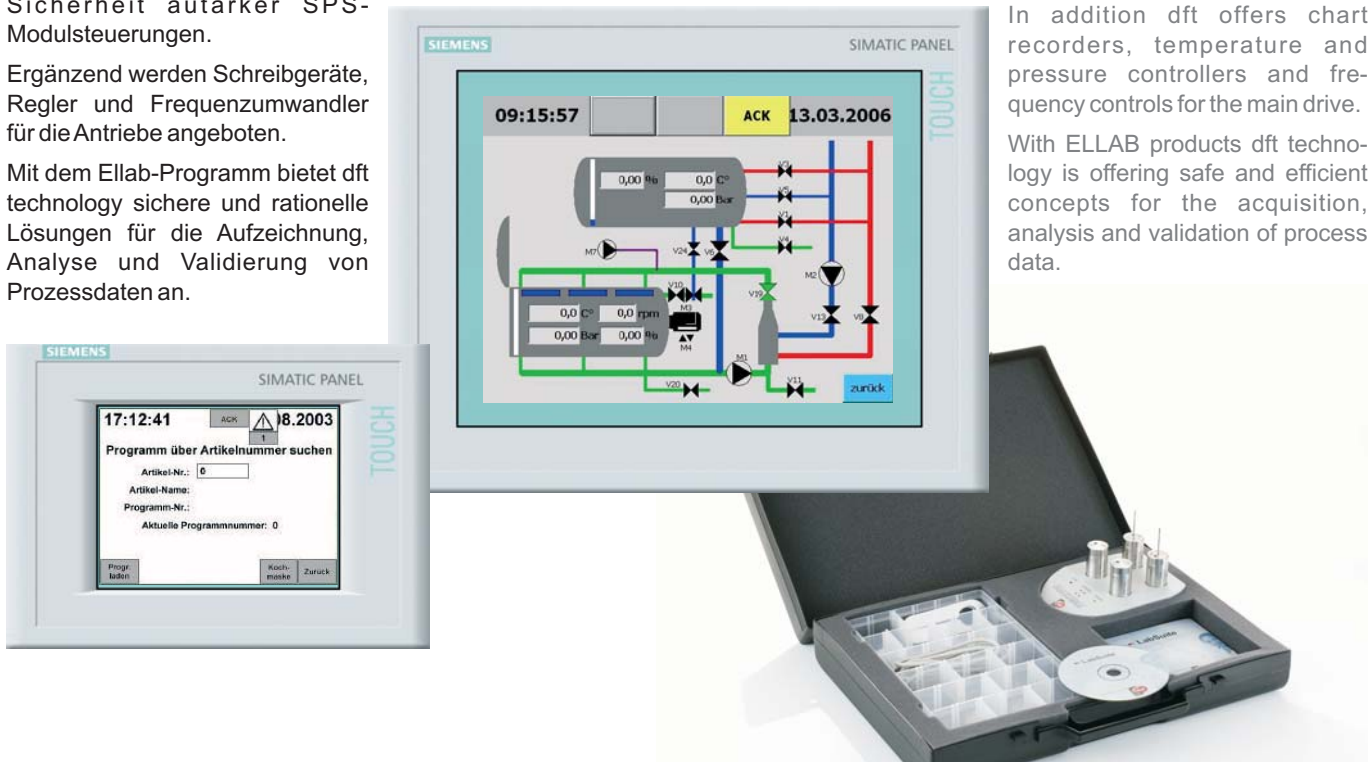 Sicherheit autarker SPS-
Modulsteuerungen.
Ergänzend werden Schreibgeräte,
Regler und Frequenzumwandler
für die Antriebe angeboten.
Mit dem Ellab-Programm bietet dft
technology sichere und rationelle
Lösungen für die Aufzeichnung,
Analyse und Validierung von
Prozessdaten an.
SIEMENS
SIMATIC PANEL
TOUCH
09:15:57
ACK
13.03.2006
0,00 %
0,0 C°
0,00 Bar
V3
V5
V1
V4
M7
V24
V6
M2
V10
V19
M3
0,0 C°
0,0 rpm
0,00 Bar
0,00 %
M4
V13
V8
M1
V20
V11
zurück
In addition dft offers chart
recorders, temperature and
pressure controllers and fre-
quency controls for the main drive.
With ELLAB products dft techno-
logy is offering safe and efficient
concepts for the acquisition,
analysis and validation of process
data.
SIEMENS
SIMATIC PANEL
TOUCH
17:12:41
ACK
08.2003
1
Programm über Artikelnummer suchen
Artikel-Nr.: 0
Artikel-Name:
Programm-Nr.:
Aktuelle Programmnummer: 0
Progr.
laden
Koch-
maske
Zurück
LabSuite
LabSuite